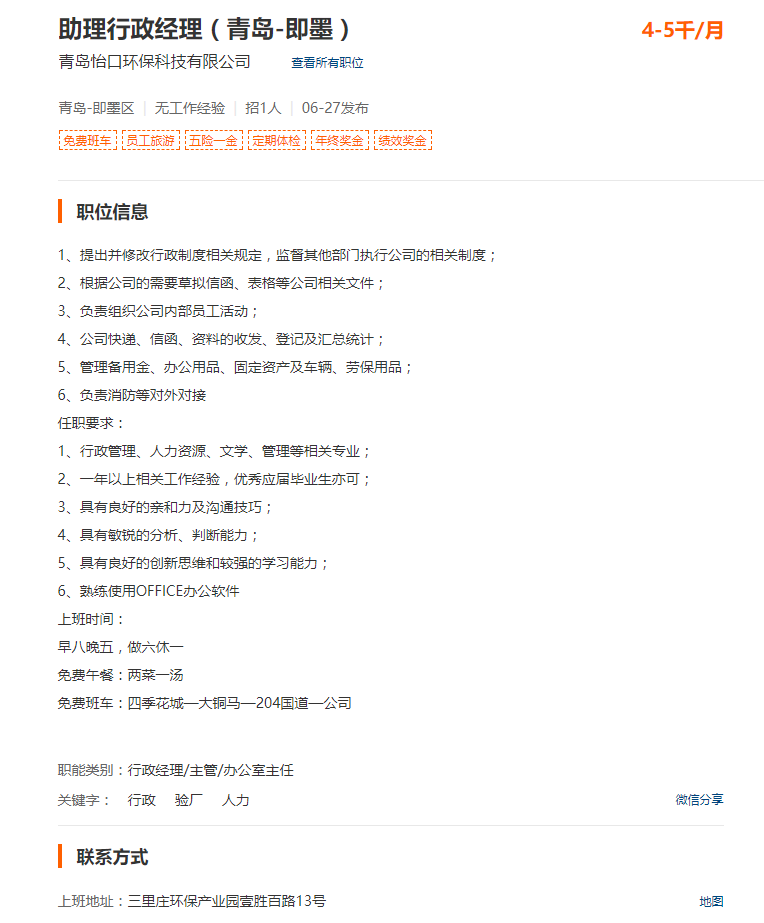 助理行政经理（青岛-即墨）
4-5千/月
青岛怡口环保科技有限公司 查看所有职位
青岛-即墨区 | 无工作经验 | 招1人 | 06-27发布
免费班车 员工旅游 五险一金 定期体检 年终奖金 绩效奖金
职位信息
1、提出并修改行政制度相关规定，监督其他部门执行公司的相关制度；
2、根据公司的需要草拟信函、表格等公司相关文件；
3、负责组织公司内部员工活动；
4、公司快递、信函、资料的收发、登记及汇总统计；
5、管理备用金、办公用品、固定资产及车辆、劳保用品；
6、负责消防等对外对接
任职要求：
1、行政管理、人力资源、文学、管理等相关专业；
2、一年以上相关工作经验，优秀应届毕业生亦可；
3、具有良好的亲和力及沟通技巧；
4、具有敏锐的分析、判断能力；
5、具有良好的创新思维和较强的学习能力；
6、熟练使用OFFICE办公软件
上班时间：
早八晚五，做六休一
免费午餐：两菜一汤
免费班车：四季花城—大铜马—204国道—公司
职能类别：行政经理/主管/办公室主任
关键字： 行政 验厂 人力
微信分享
联系方式
上班地址：三里庄环保产业园壹胜百路13号
地图